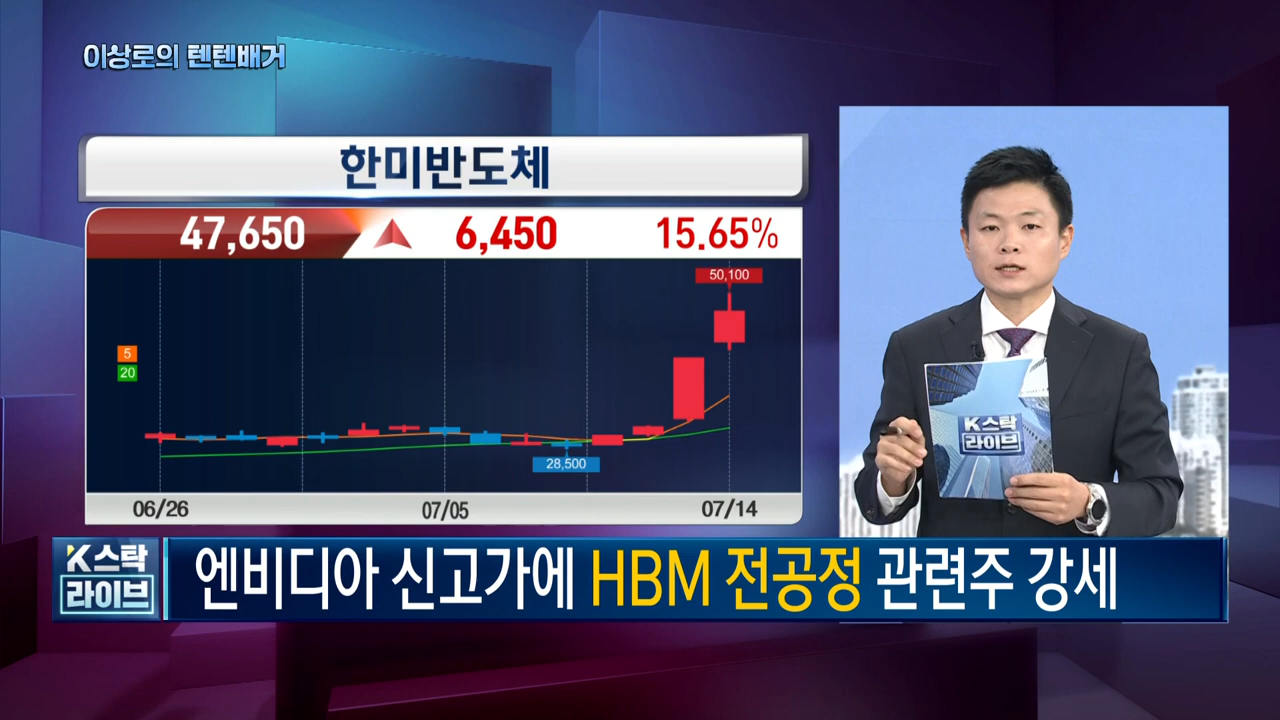 이상로의 텐텐배거
한미반도체
47,650 6,450 15.65%
50,100
5
20
28,500
06/26 07/05 07/14
K스탁
라이브
K스탁
라이브
엔비디아 신고가에 HBM 전공정 관련주 강세